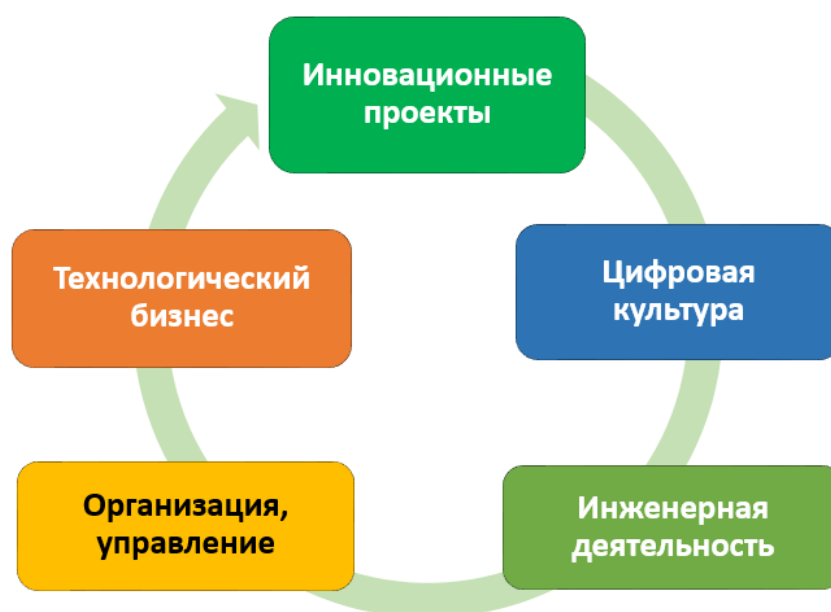 Инновационные
проекты
Цифровая
культура
Инженерная
деятельность
Организация,
управление
Технологический
бизнес